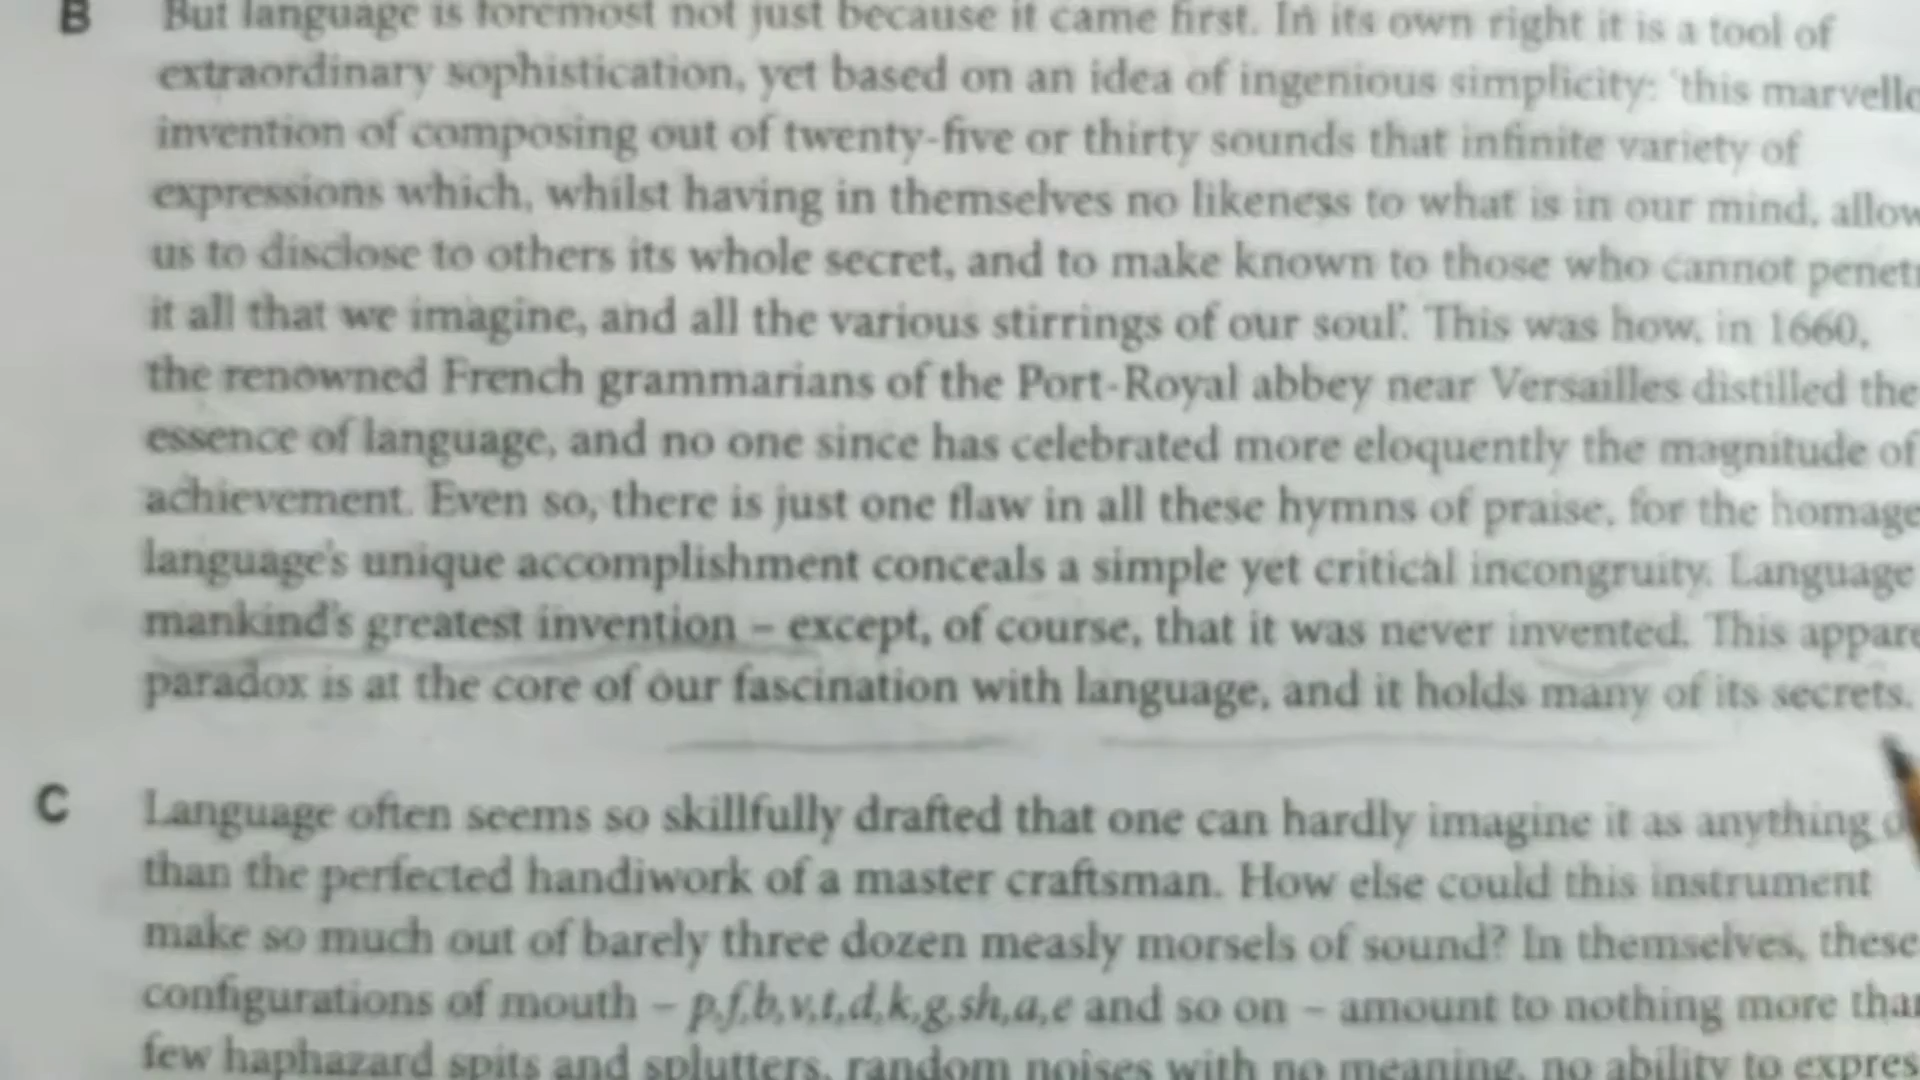 B But language is foremost not just because it came first. In its own right it is a tool of
extraordinary sophistication, yet based on an idea of ingenious simplicity: 'this marvello
invention of composing out of twenty-five or thirty sounds that infinite variety of
expressions which, whilst having in themselves no likeness to what is in our mind, allow
us to disclose to others its whole secret, and to make known to those who cannot penetr
it all that we imagine, and all the various stirrings of our soul'. This was how, in 1660,
the renowned French grammarians of the Port-Royal abbey near Versailles distilled the
essence of language, and no one since has celebrated more eloquently the magnitude of
achievement. Even so, there is just one flaw in all these hymns of praise, for the homage
language's unique accomplishment conceals a simple yet critical incongruity. Language
mankind's greatest invention – except, of course, that it was never invented. This appare
paradox is at the core of our fascination with language, and it holds many of its secrets.
C Language often seems so skillfully drafted that one can hardly imagine it as anything
than the perfected handiwork of a master craftsman. How else could this instrument
make so much out of barely three dozen measly morsels of sound? In themselves, these
configurations of mouth – p,f,b,v,t,d,k,g,sh,a,e and so on – amount to nothing more than
few haphazard spits and splutters, random noises with no meaning, no ability to expres